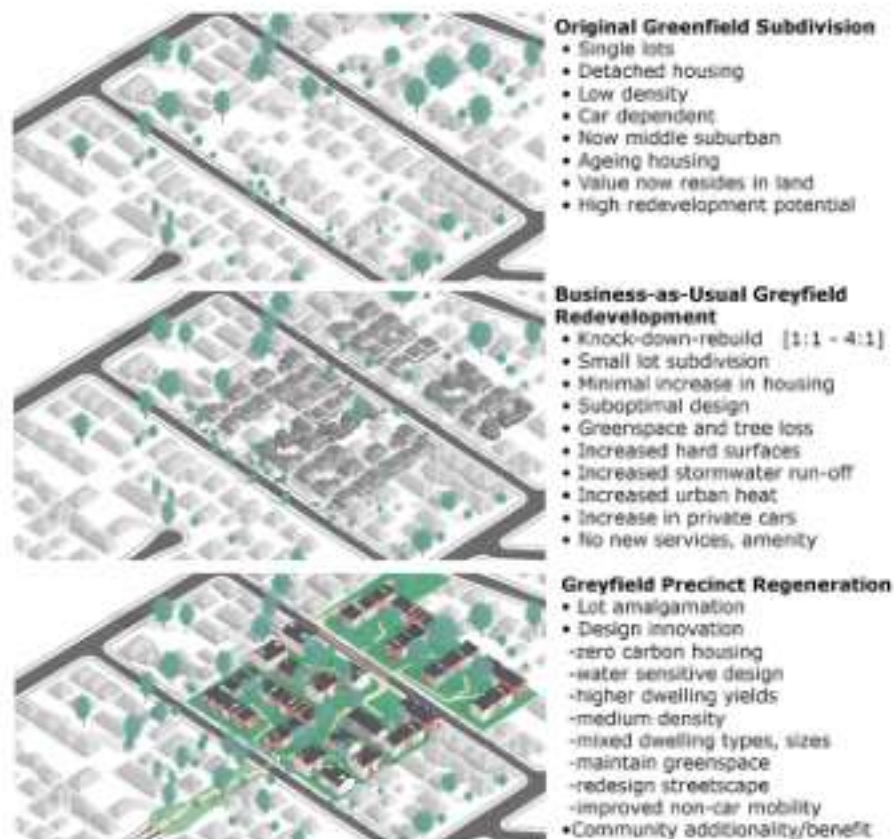 Original Greenfield Subdivision
• Single lots
• Detached housing
• Low density
• Car dependent
• Now middle suburban
• Ageing housing
• Value now resides in land
• High redevelopment potential
Business-as-Usual Greyfield
Redevelopment
• Knock-down-rebuild [1:1 - 4:1]
• Small lot subdivision
• Minimal increase in housing
• Suboptimal design
• Greenspace and tree loss
• Increased hard surfaces
• Increased stormwater run-off
• Increased urban heat
• Increase in private cars
• No new services, amenity
Greyfield Precinct Regeneration
• Lot amalgamation
• Design innovation
-zero carbon housing
-water sensitive design
-higher dwelling yields
-medium density
-mixed dwelling types, sizes
-maintain greenspace
-redesign streetscape
-improved non-car mobility
•Community additionality/benefit